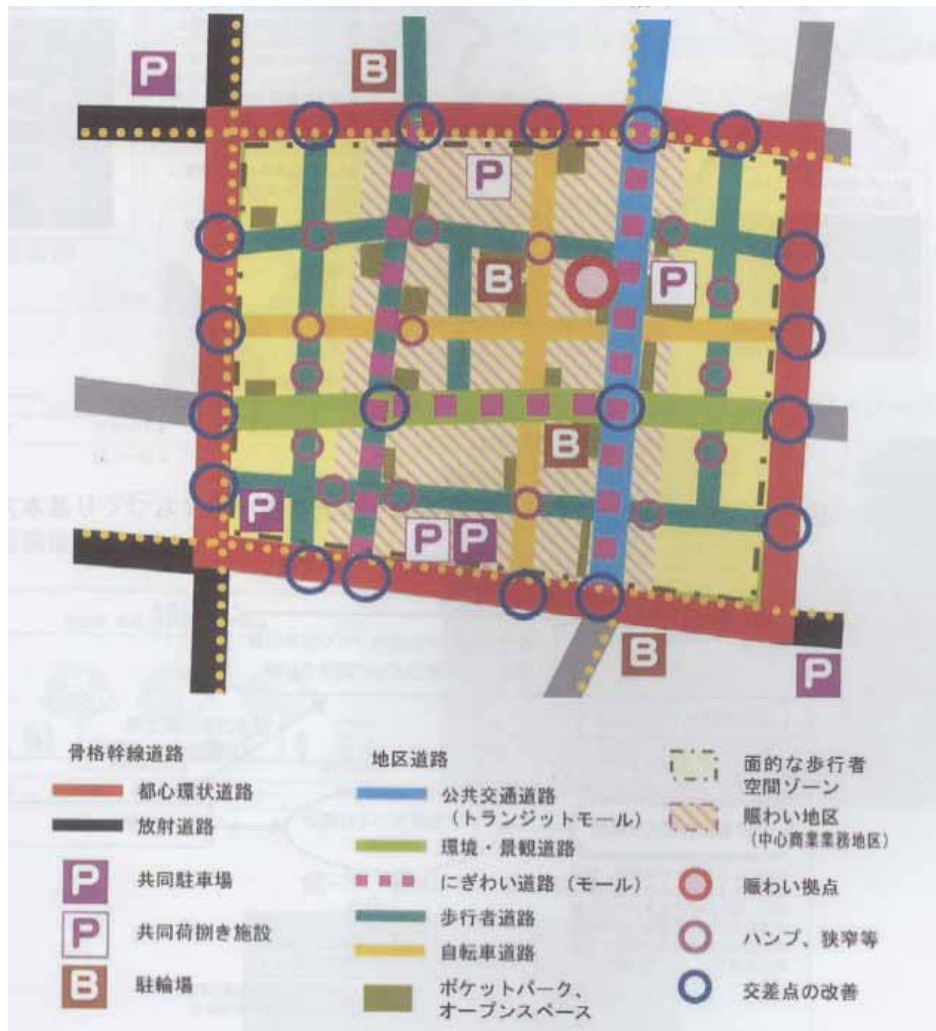 P
B
P
B
P
B
P
P
P
B
P
骨格幹線道路
都心環状道路
放射道路
P 共同駐車場
P 共同荷捌き施設
B 駐輪場
地区道路
公共交通道路
(トランジットモール)
環境・景観道路
にぎわい道路(モール)
歩行者道路
自転車道路
ポケットパーク、
オープンスペース
面的な歩行者
空間ゾーン
賑わい地区
(中心商業業務地区)
賑わい拠点
ハンプ、狭窄等
交差点の改善